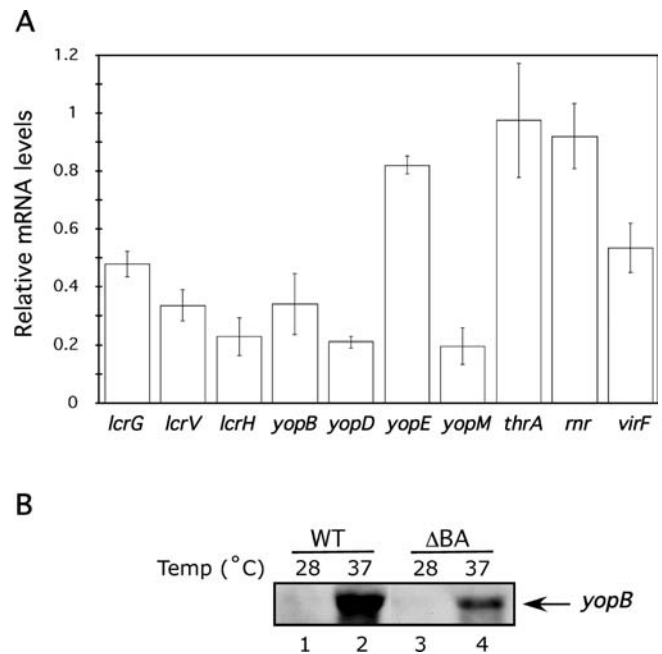 A
Relative mRNA levels
1.2
1
0.8
0.6
0.4
0.2
0
lcrG lcrV lcrH yopB yopD yopE yopM thrA rnr virF
B
WT ΔBA
Temp (°C) 28 37 28 37
yopB
1 2 3 4